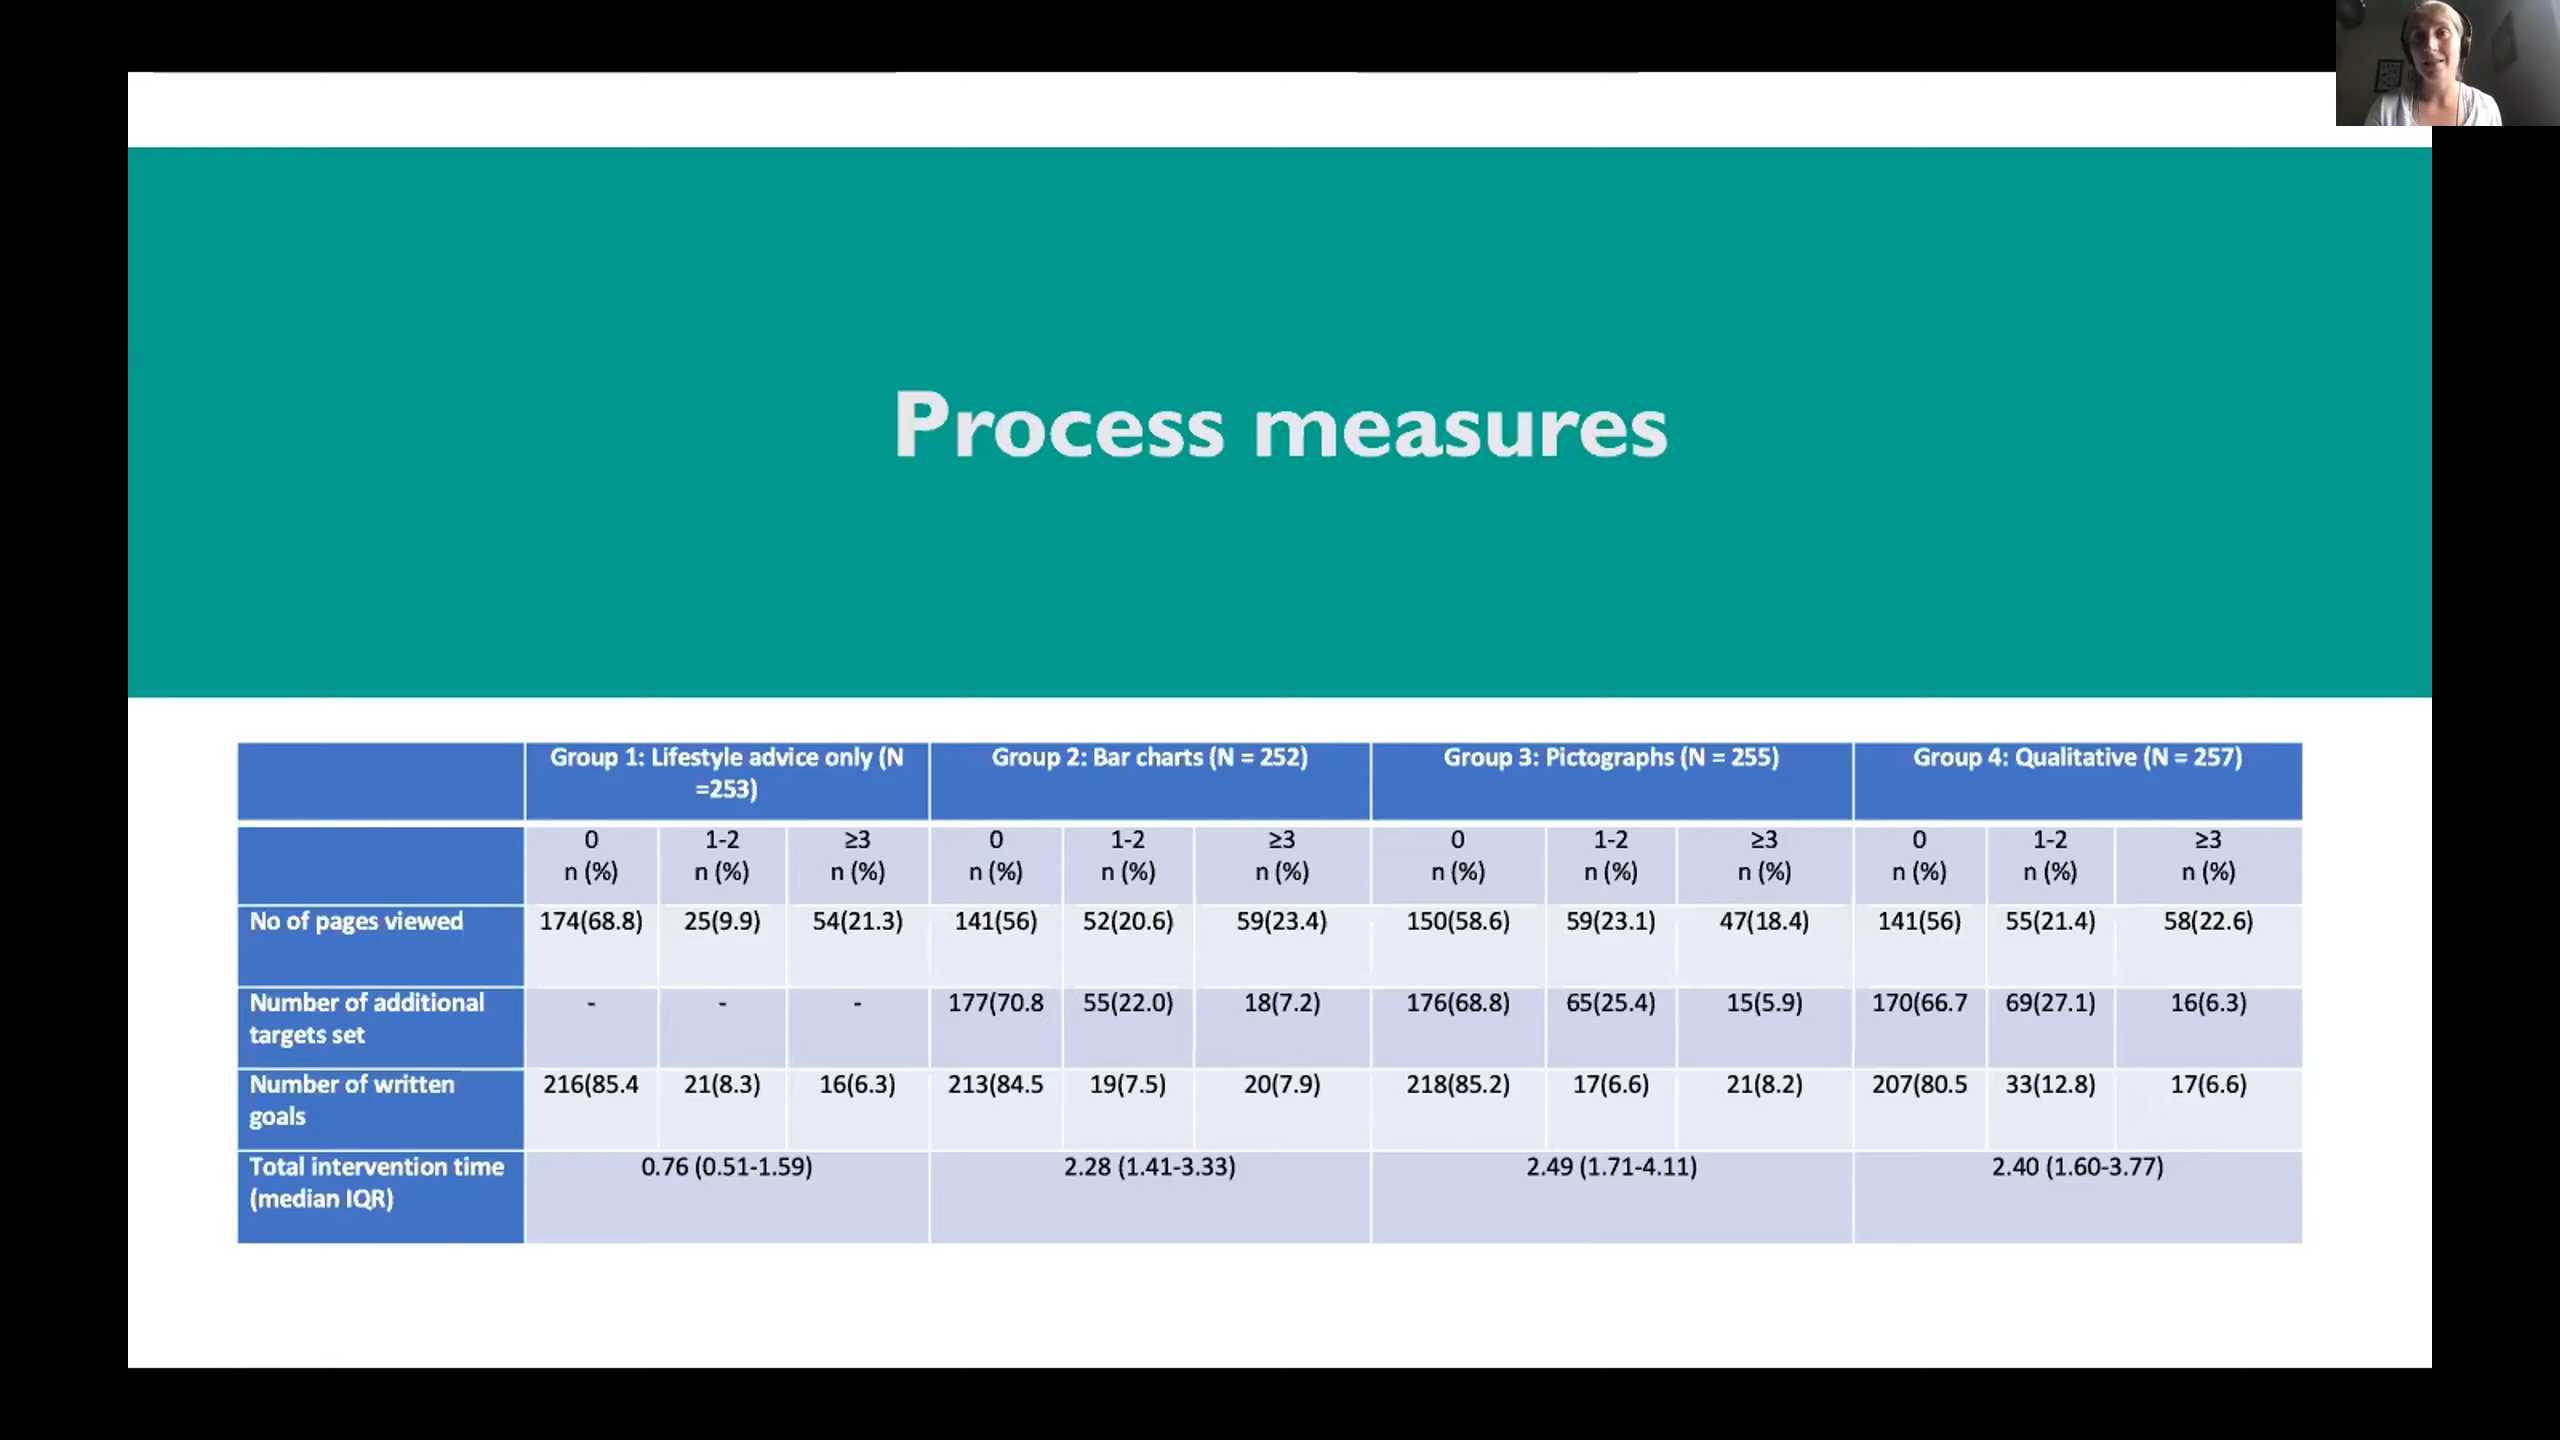 Process measures
Group 1: Lifestyle advice only (N =253) Group 2: Bar charts (N = 252) Group 3: Pictographs (N = 255) Group 4: Qualitative (N = 257)
0 1-2 ≥3 0 1-2 ≥3 0 1-2 ≥3 0 1-2 ≥3
n (%) n (%) n (%) n (%) n (%) n (%) n (%) n (%) n (%) n (%) n (%) n (%)
No of pages viewed 174(68.8) 25(9.9) 54(21.3) 141(56) 52(20.6) 59(23.4) 150(58.6) 59(23.1) 47(18.4) 141(56) 55(21.4) 58(22.6)
Number of additional targets set - - - 177(70.8 55(22.0) 18(7.2) 176(68.8) 65(25.4) 15(5.9) 170(66.7 69(27.1) 16(6.3)
Number of written goals 216(85.4 21(8.3) 16(6.3) 213(84.5 19(7.5) 20(7.9) 218(85.2) 17(6.6) 21(8.2) 207(80.5 33(12.8) 17(6.6)
Total intervention time (median IQR) 0.76 (0.51-1.59) 2.28 (1.41-3.33) 2.49 (1.71-4.11) 2.40 (1.60-3.77)